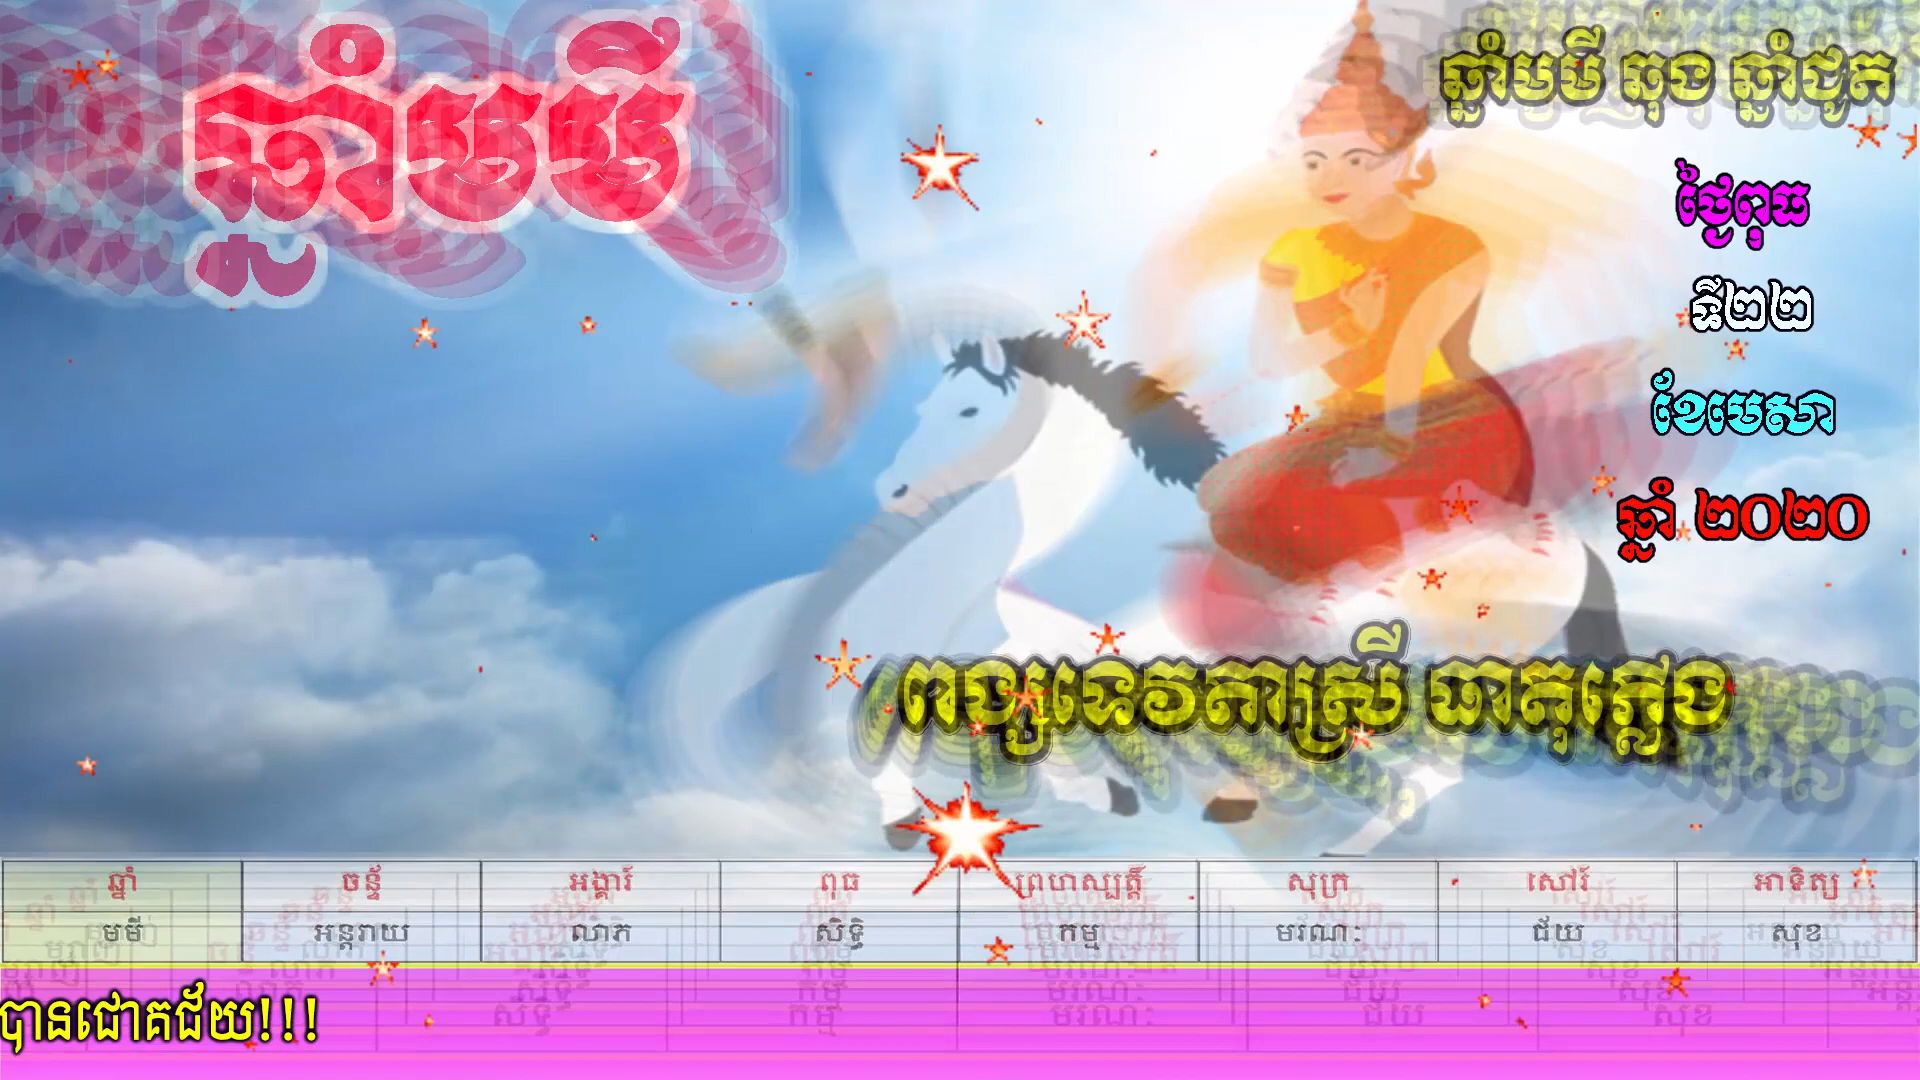 ឆ្នាំមមី
ឆ្នាំមមី ឆុង ឆ្នាំជូត
ថ្ងៃពុធ
ទី២២
ខែមេសា
ឆ្នាំ ២០២០
ពពួកទេវតាស្រី ធាតុភ្លើង
ឆ្នាំ ចន្ទ័ អង្គារ៍ ពុធ ព្រហស្បត្តិ៍ សុក្រ សៅរ៍ អាទិត្យ
មមី អន្តរាយ លាភិ សិទ្ធិ កម្ម មរណៈ ជ័យ សុខ
បានជោគជ័យ!!!